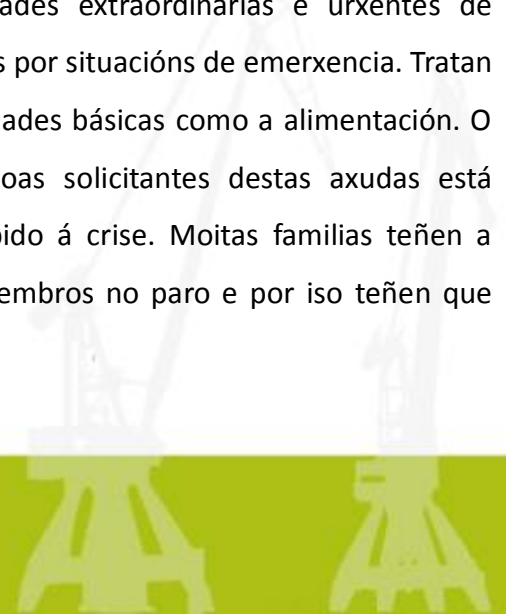 ades extraordinarias e urxentes de
s por situacións de emerxencia. Tratan
ades básicas como a alimentación. O
oas solicitantes destas axudas está
bido á crise. Moitas familias teñen a
embros no paro e por iso teñen que